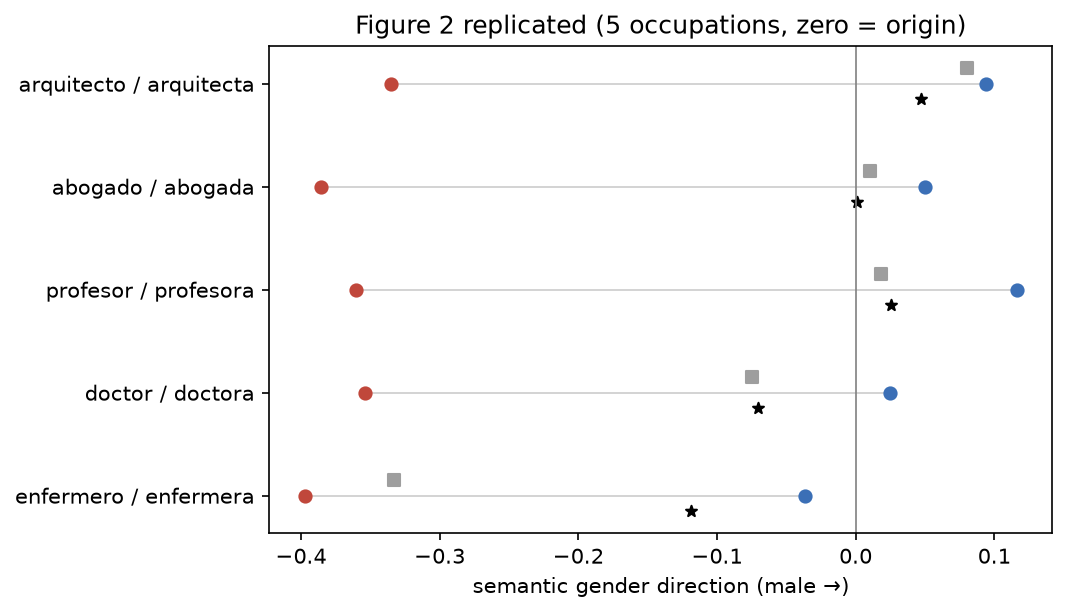 Figure 2 replicated (5 occupations, zero = origin)
arquitecto / arquitecta
abogado / abogada
profesor / profesora
doctor / doctora
enfermero / enfermera
−0.4 −0.3 −0.2 −0.1 0.0 0.1
semantic gender direction (male →)